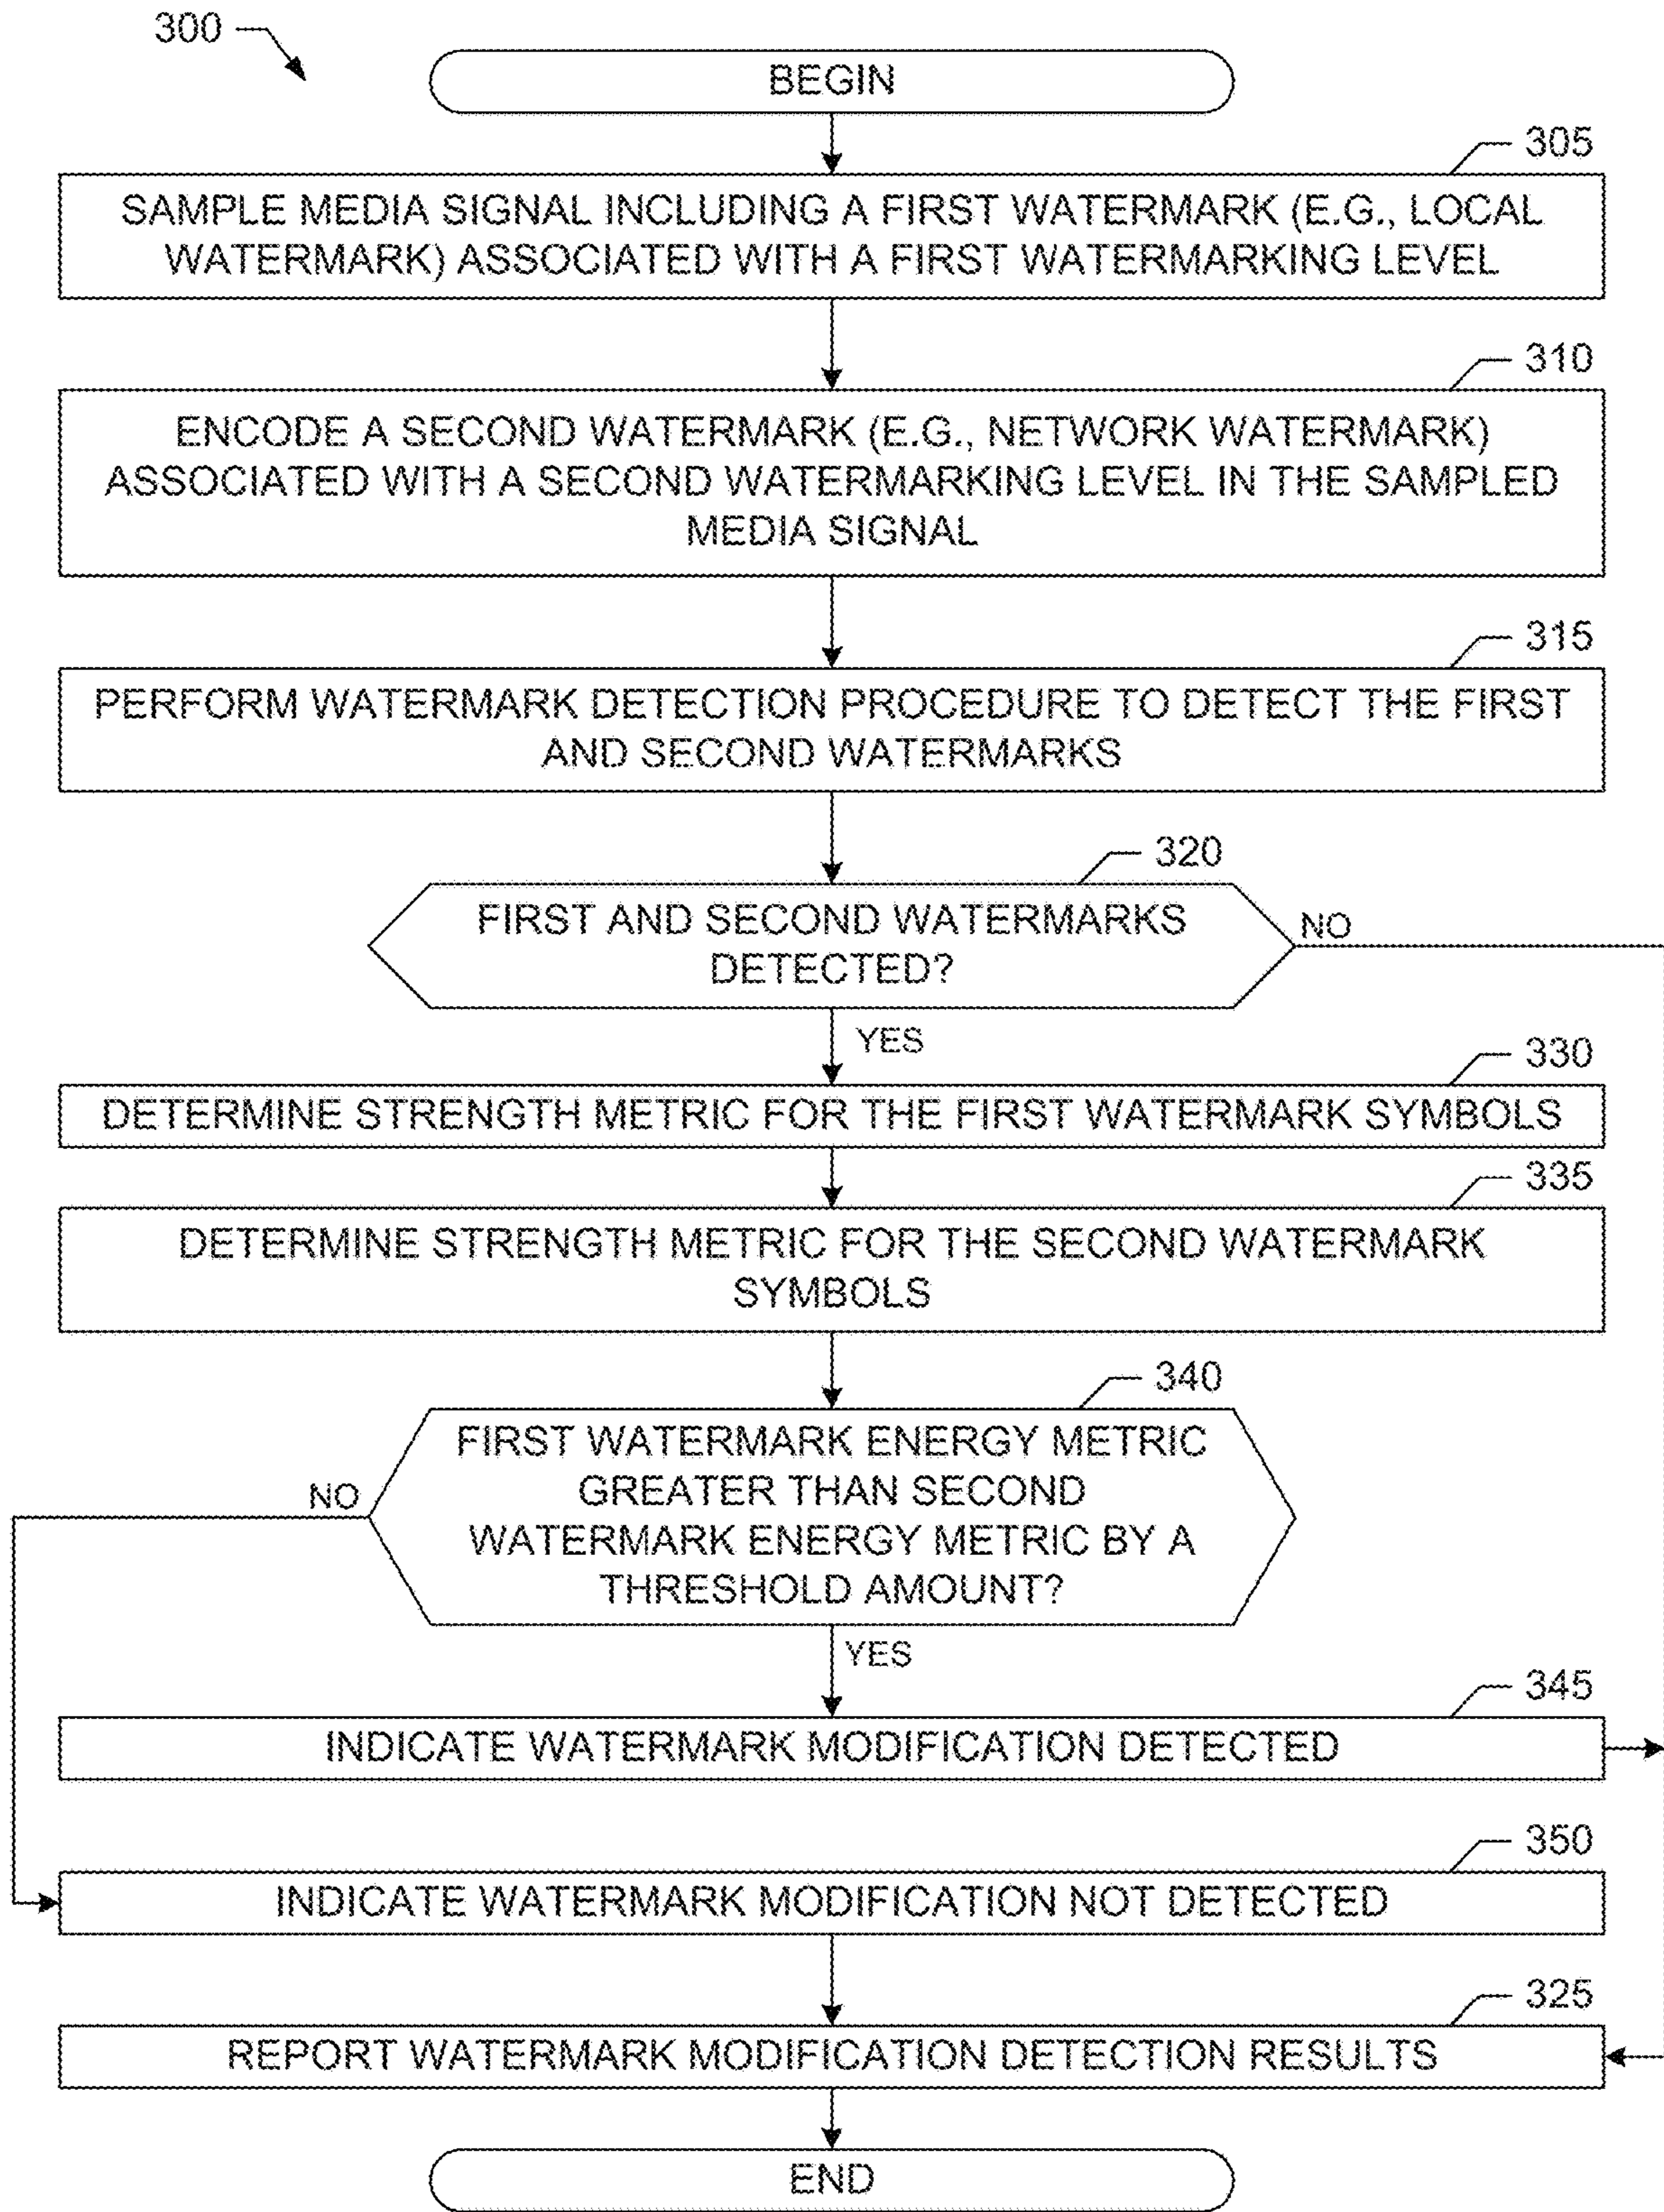 300
BEGIN
305
SAMPLE MEDIA SIGNAL INCLUDING A FIRST WATERMARK (E.G., LOCAL
WATERMARK) ASSOCIATED WITH A FIRST WATERMARKING LEVEL
310
ENCODE A SECOND WATERMARK (E.G., NETWORK WATERMARK)
ASSOCIATED WITH A SECOND WATERMARKING LEVEL IN THE SAMPLED
MEDIA SIGNAL
315
PERFORM WATERMARK DETECTION PROCEDURE TO DETECT THE FIRST
AND SECOND WATERMARKS
320
FIRST AND SECOND WATERMARKS
DETECTED?
NO
YES
330
DETERMINE STRENGTH METRIC FOR THE FIRST WATERMARK SYMBOLS
335
DETERMINE STRENGTH METRIC FOR THE SECOND WATERMARK
SYMBOLS
340
FIRST WATERMARK ENERGY METRIC
GREATER THAN SECOND
WATERMARK ENERGY METRIC BY A
THRESHOLD AMOUNT?
NO
YES
345
INDICATE WATERMARK MODIFICATION DETECTED
350
INDICATE WATERMARK MODIFICATION NOT DETECTED
325
REPORT WATERMARK MODIFICATION DETECTION RESULTS
END